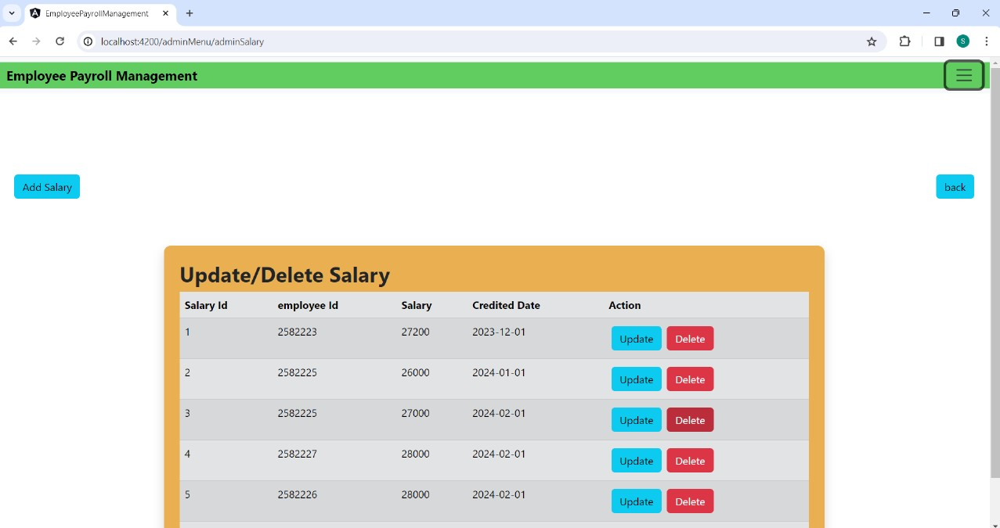 EmployeePayrollManagement
localhost:4200/adminMenu/adminSalary
S
Employee Payroll Management
Add Salary
back
Update/Delete Salary
Salary Id employee Id Salary Credited Date Action
1 2582223 27200 2023-12-01 Update Delete
2 2582225 26000 2024-01-01 Update Delete
3 2582225 27000 2024-02-01 Update Delete
4 2582227 28000 2024-02-01 Update Delete
5 2582226 28000 2024-02-01 Update Delete